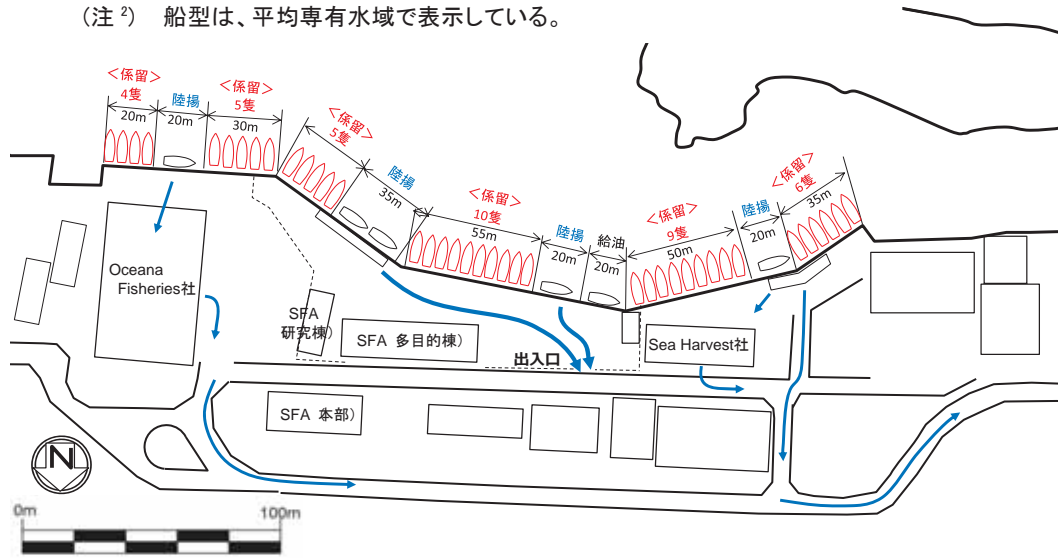 （注 2） 船型は、平均専有水域で表示している。
＜係留＞
4隻
20m
陸揚
20m
＜係留＞
5隻
30m
＜係留＞
5隻
陸揚
35m
＜係留＞
10隻
55m
陸揚
20m
給油
20m
＜係留＞
9隻
50m
陸揚
20m
＜係留＞
6隻
35m
Oceana
Fisheries社
SFA
研究棟）
SFA 多目的棟）
出入口
Sea Harvest社
SFA 本部）
N
0m
100m